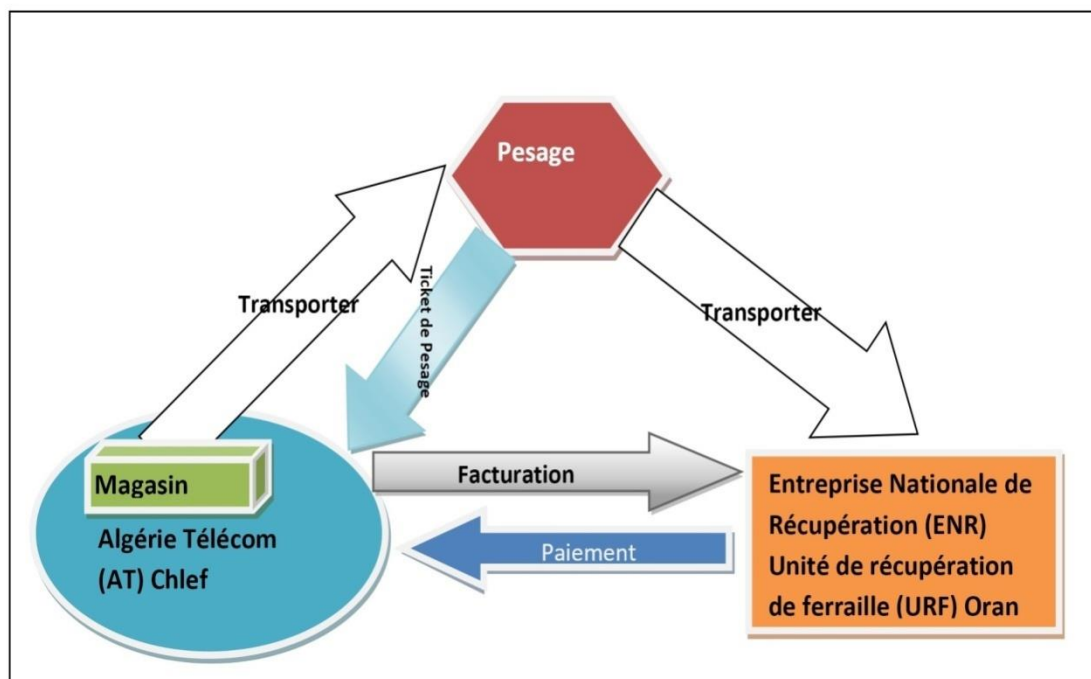 Pesage
Transporter
Ticket de Pesage
Transporter
Magasin
Algérie Télécom
(AT) Chlef
Facturation
Paiement
Entreprise Nationale de
Récupération (ENR)
Unité de récupération
de ferraille (URF) Oran